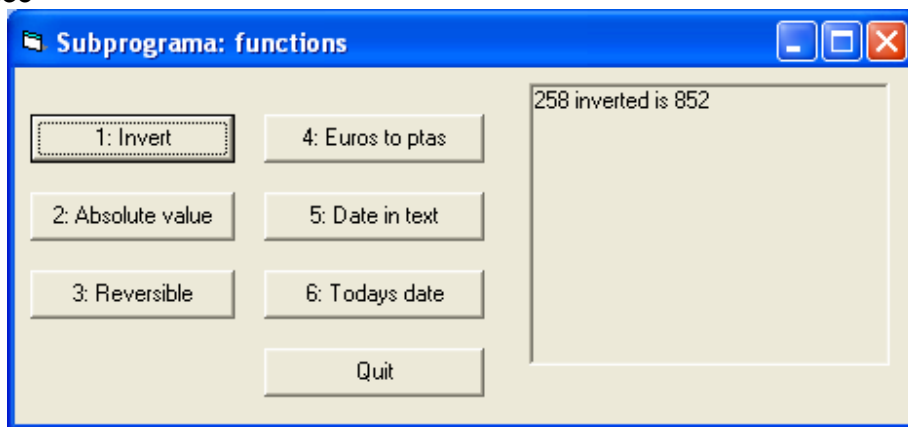 Subprograma: functions
258 inverted is 852
1: Invert
4: Euros to ptas
2: Absolute value
5: Date in text
3: Reversible
6: Todays date
Quit